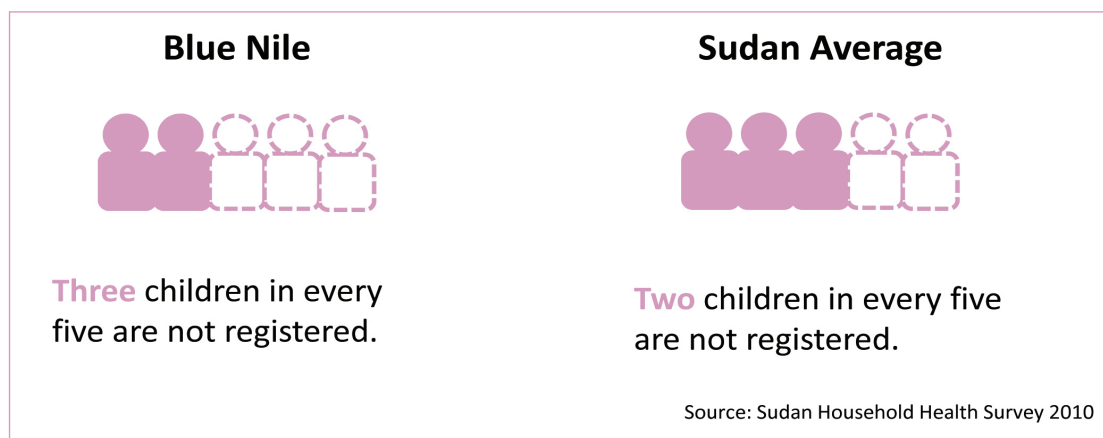 Blue Nile
Three children in every
five are not registered.
Sudan Average
Two children in every five
are not registered.
Source: Sudan Household Health Survey 2010